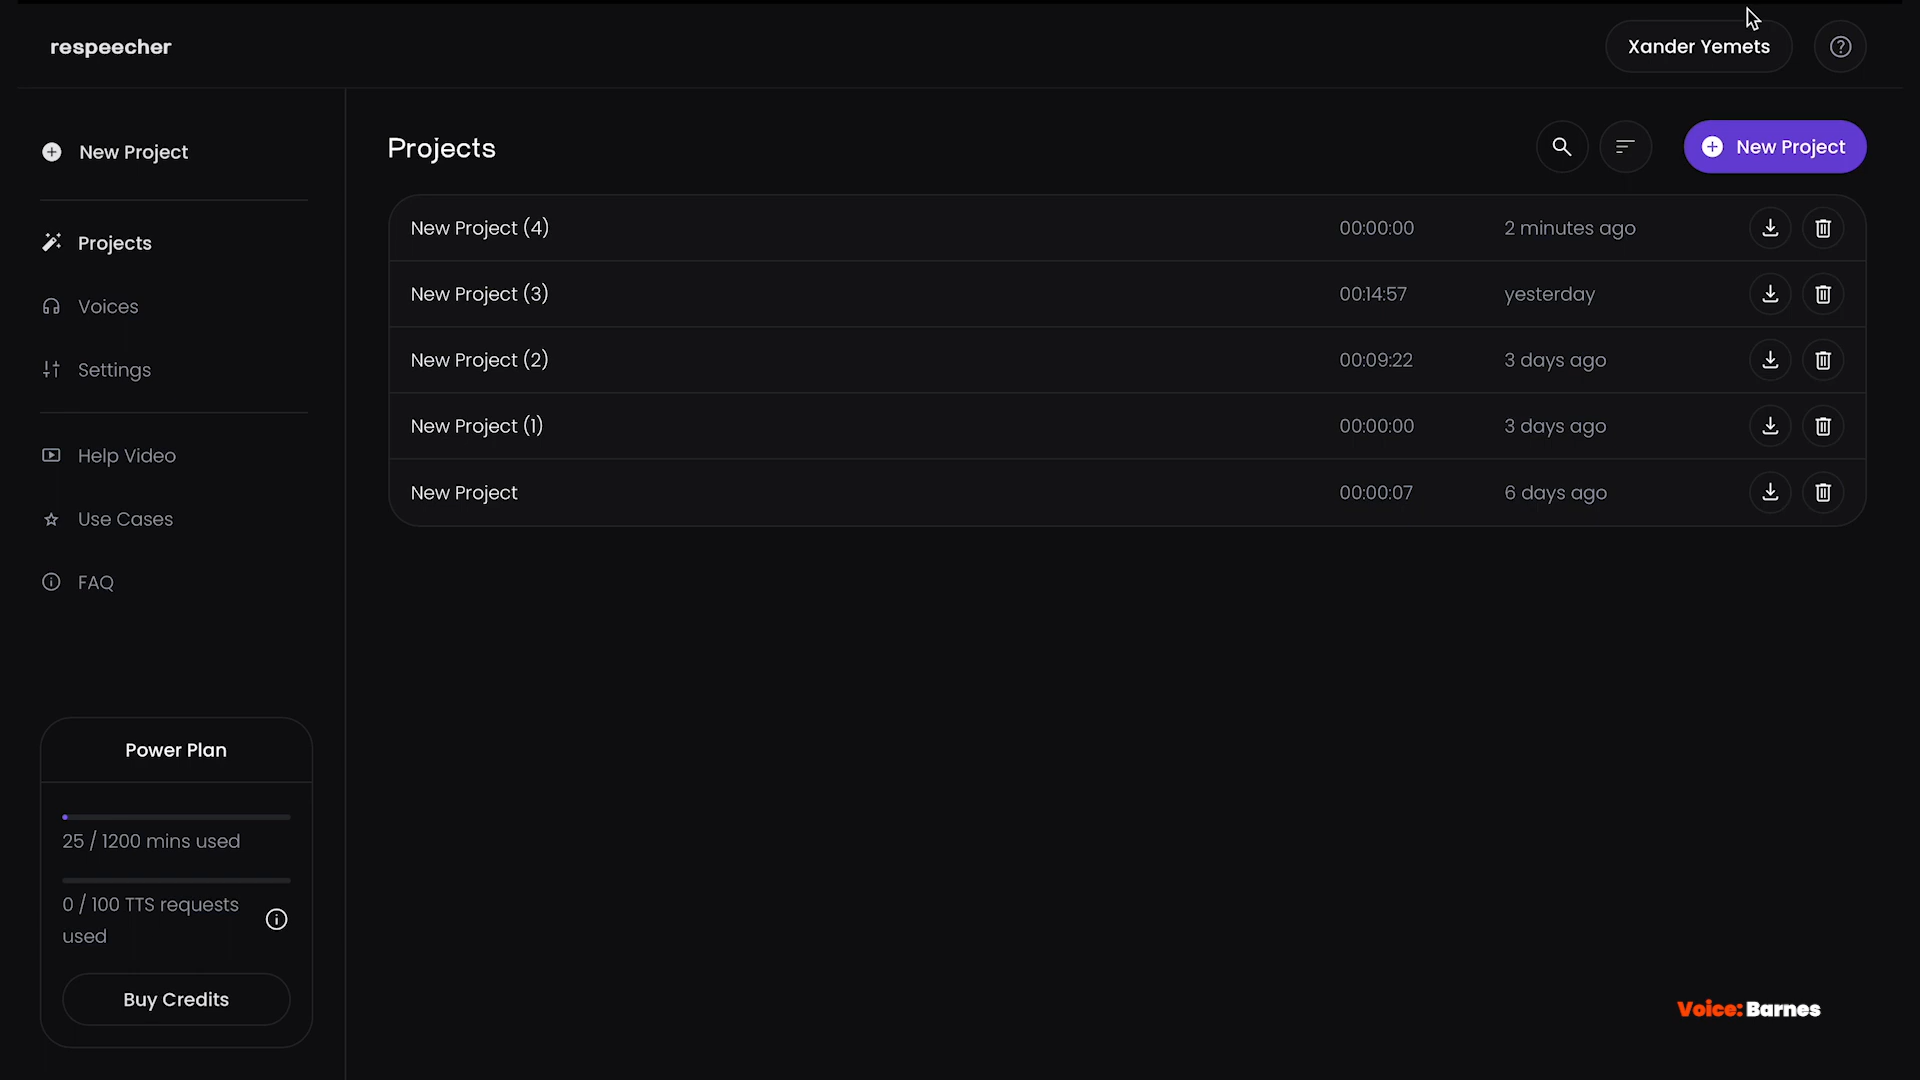 respeecher
Xander Yemets
New Project
Projects
Voices
Settings
Help Video
Use Cases
FAQ
Power Plan
25 / 1200 mins used
0 / 100 TTS requests
used
Buy Credits
Projects
New Project
New Project (4) 00:00:00 2 minutes ago
New Project (3) 00:14:57 yesterday
New Project (2) 00:09:22 3 days ago
New Project (1) 00:00:00 3 days ago
New Project 00:00:07 6 days ago
Voice: Barnes